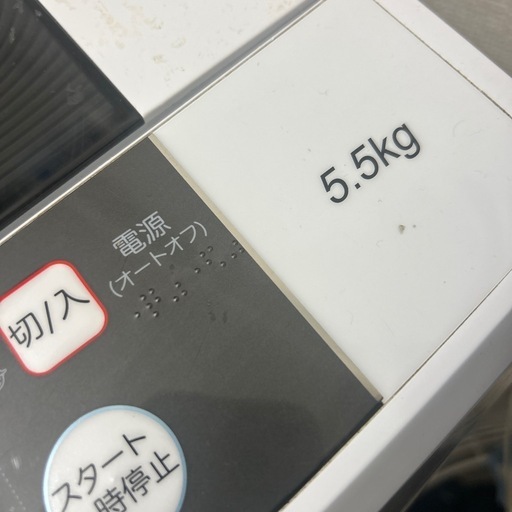 5.5kg
電源
(オートオフ)
切/入
スタート
時停止